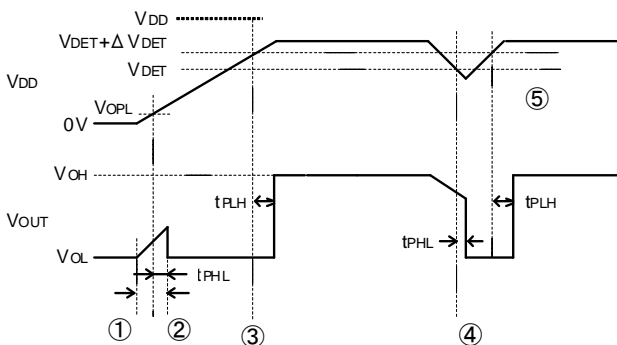 VDD
VDET+ΔVDET
VDET
VDD
VOPL
0V
⑤
VOH
tPLH
tPLH
VOUT
tPHL
VOL
tPHL
① ② ③ ④